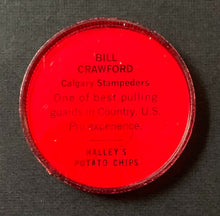 BILL
CRAWFORD
Calgary Stampeders
One of best pulling
guards in Country. U.S.
Pro experience.
HALLEY'S
POTATO CHIPS